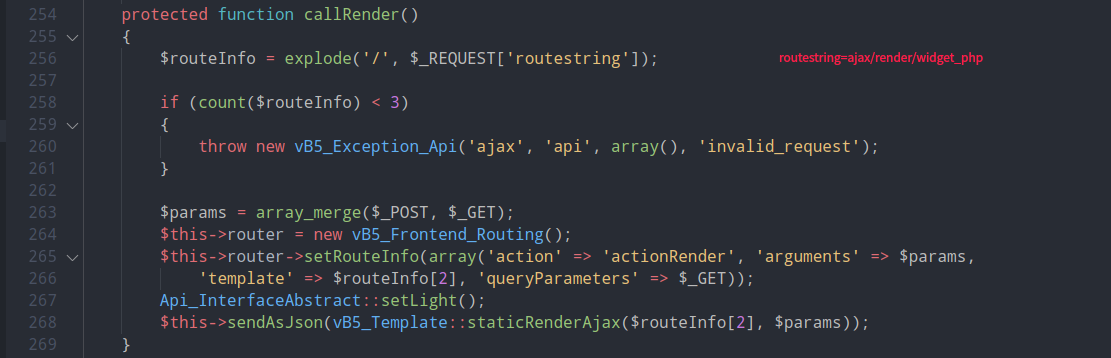 254 protected function callRender()
255 {
256 $routeInfo = explode('/', $_REQUEST['routestring']); routestring=ajax/render/widget_php
257
258 if (count($routeInfo) < 3)
259 {
260 throw new vB5_Exception_Api('ajax', 'api', array(), 'invalid_request');
261 }
262
263 $params = array_merge($_POST, $_GET);
264 $this->router = new vB5_Frontend_Routing();
265 $this->router->setRouteInfo(array('action' => 'actionRender', 'arguments' => $params,
266 'template' => $routeInfo[2], 'queryParameters' => $_GET));
267 Api_InterfaceAbstract::setLight();
268 $this->sendAsJson(vB5_Template::staticRenderAjax($routeInfo[2], $params));
269 }